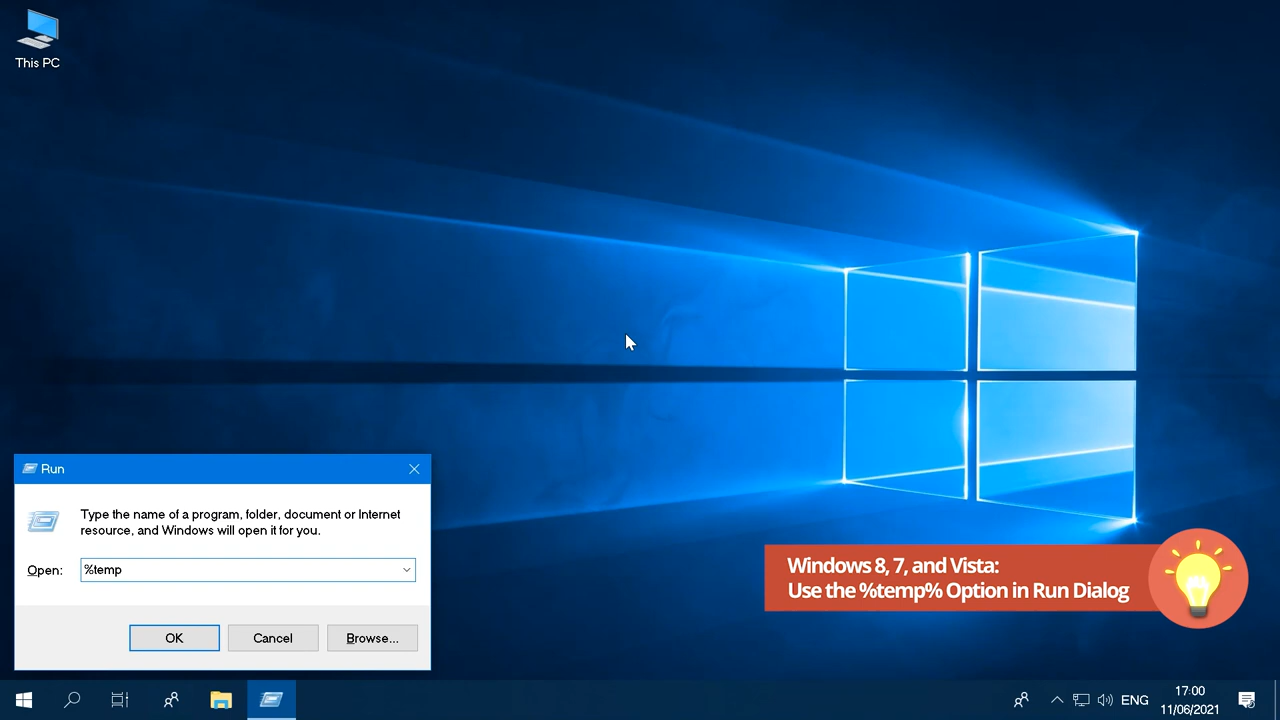 This PC
Run
Type the name of a program, folder, document or Internet
resource, and Windows will open it for you.
Open:
%temp
OK
Cancel
Browse...
Windows 8, 7, and Vista:
Use the %temp% Option in Run Dialog
ENG
17:00
11/06/2021